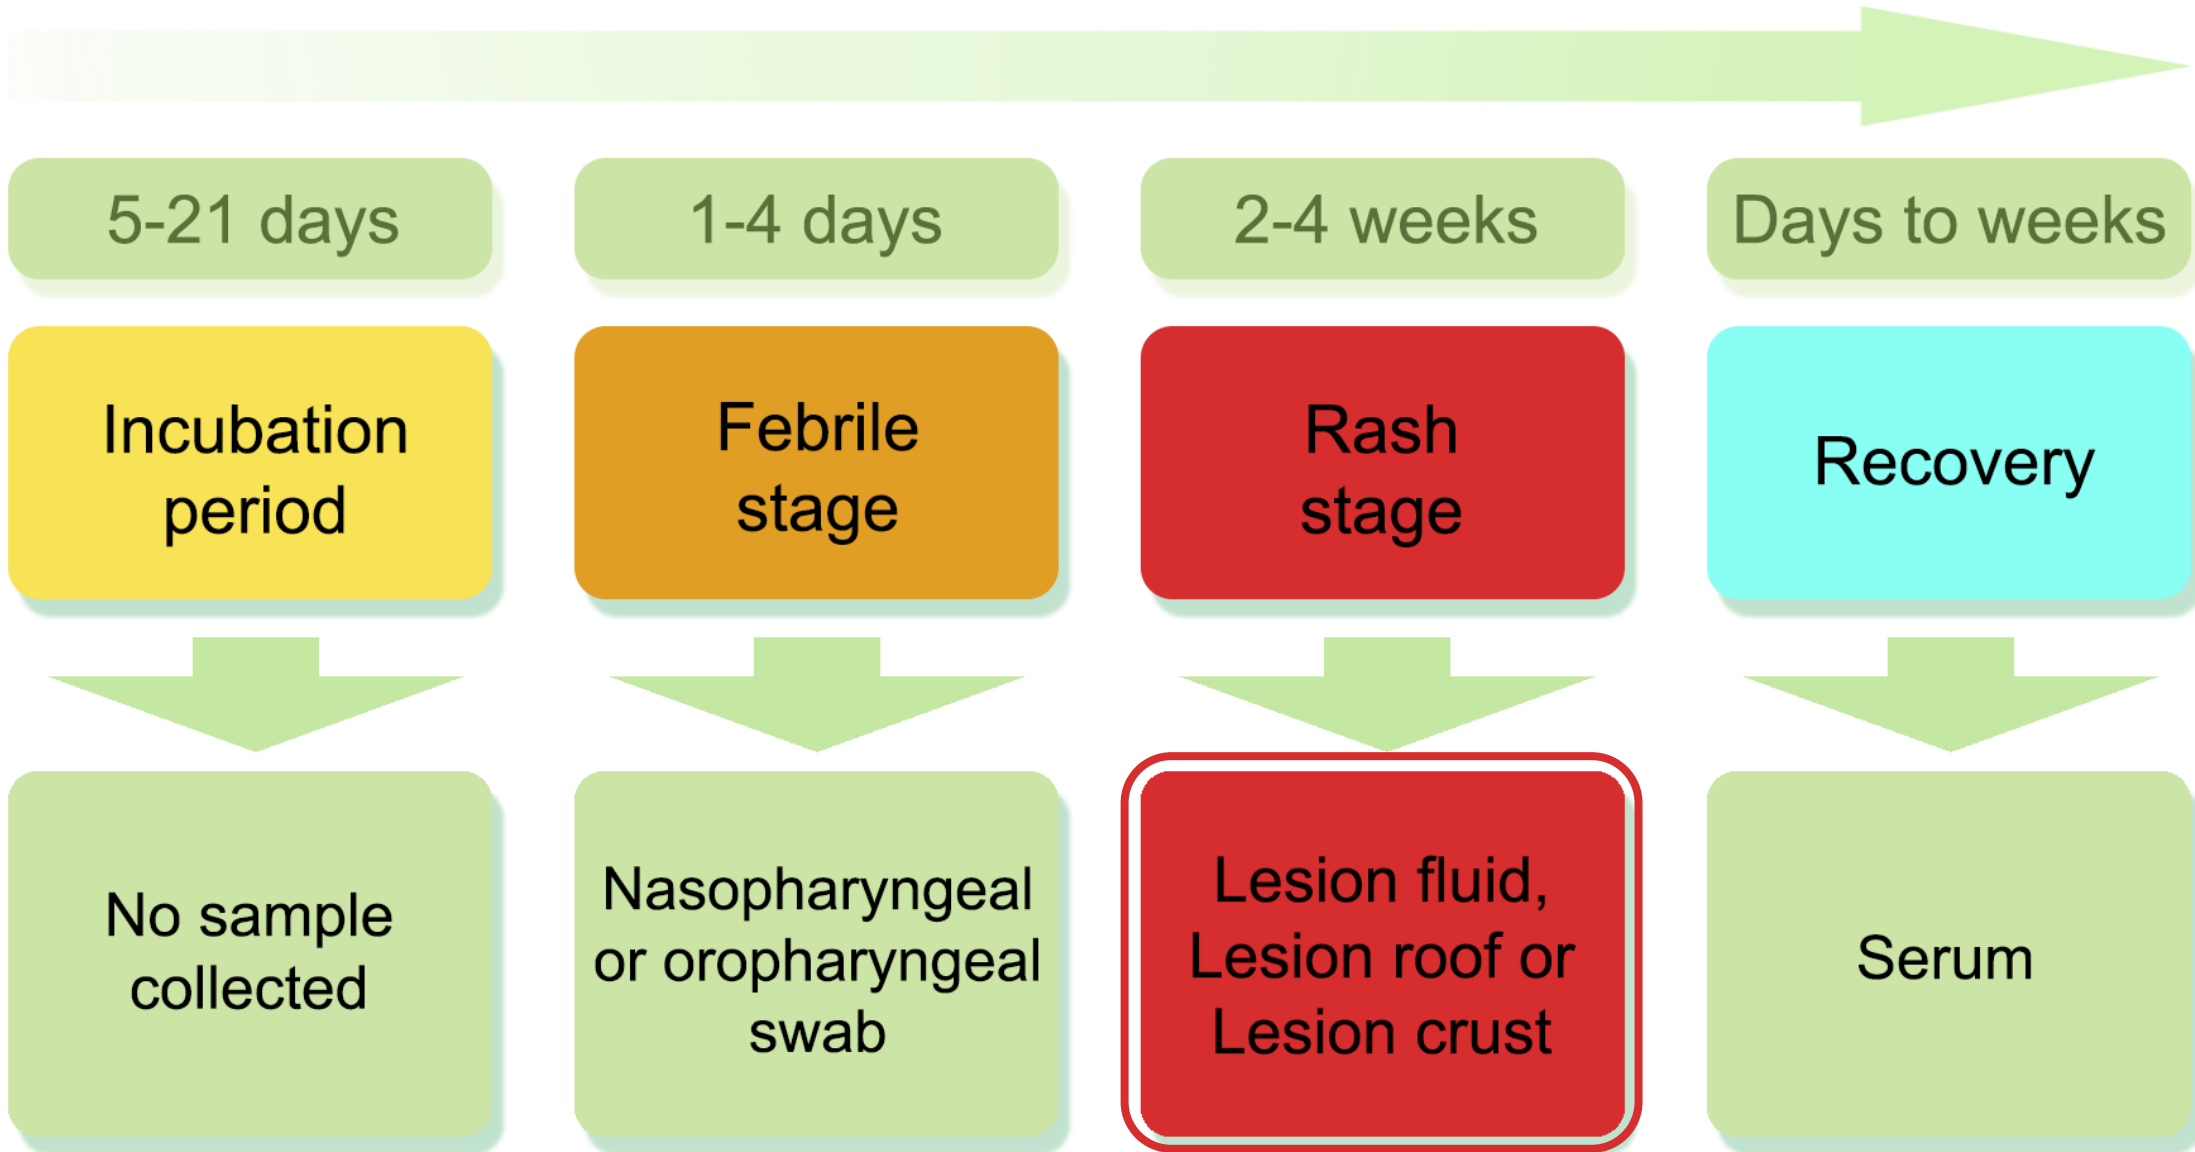 5-21 days
1-4 days
2-4 weeks
Days to weeks
Incubation
period
Febrile
stage
Rash
stage
Recovery
No sample
collected
Nasopharyngeal
or oropharyngeal
swab
Lesion fluid,
Lesion roof or
Lesion crust
Serum